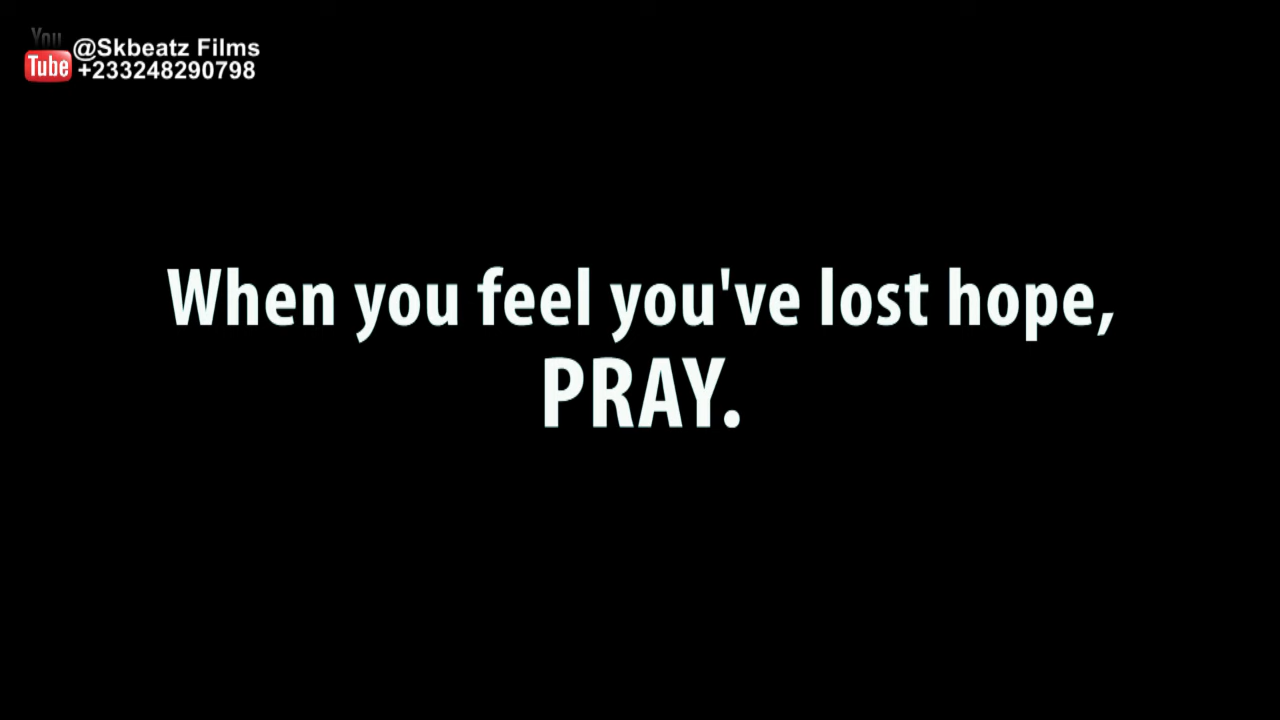 You
Tube
@Skbeatz Films
+233248290798
When you feel you've lost hope,
PRAY.